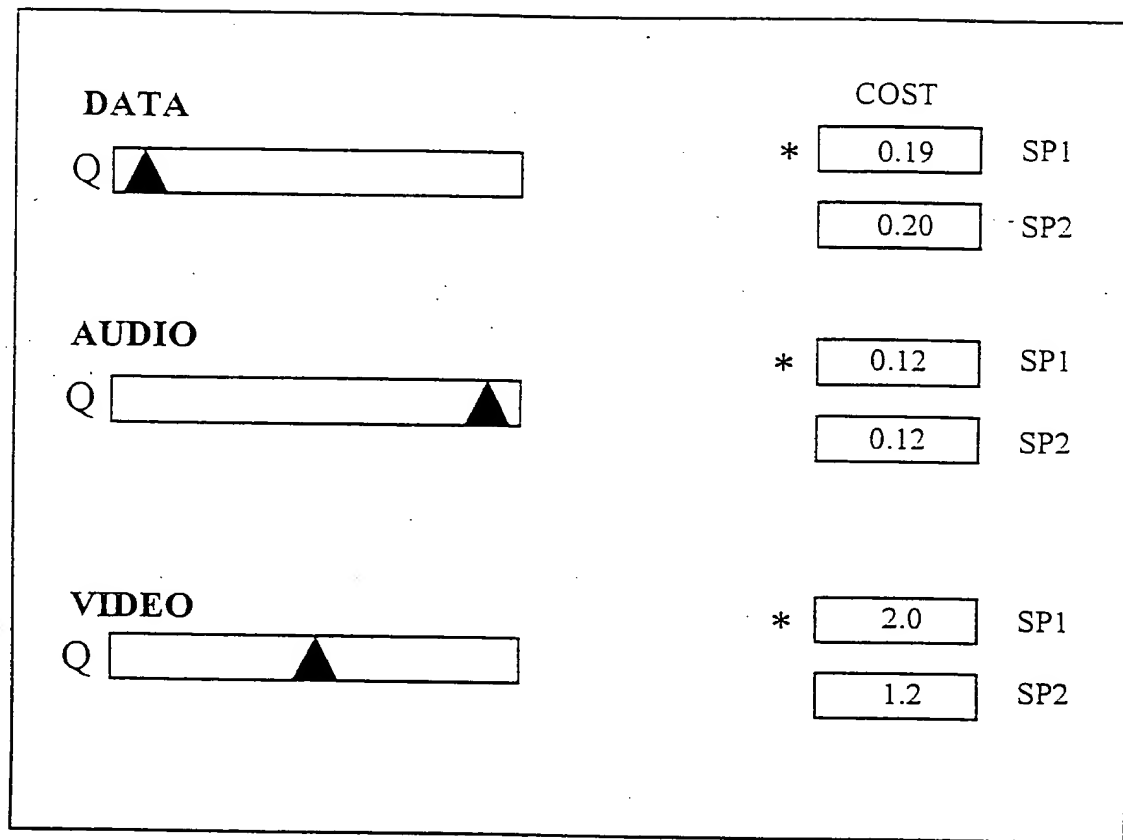 COST
DATA
* 0.19 SP1
Q
0.20 SP2
AUDIO
* 0.12 SP1
Q
0.12 SP2
VIDEO
* 2.0 SP1
Q
1.2 SP2